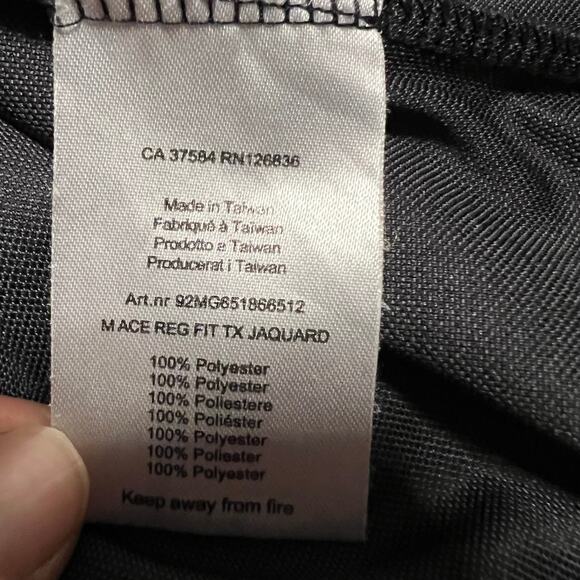 CA 37584 RN126836
Made in Taiwan
Fabriqué à Taiwan
Prodotto a Taiwan
Producerat i Taiwan
Art.nr 92MG651866512
M ACE REG FIT TX JAQUARD
100% Polyester
100% Polyester
100% Poliestere
100% Poliéster
100% Polyester
100% Poliester
100% Polyester
Keep away from fire